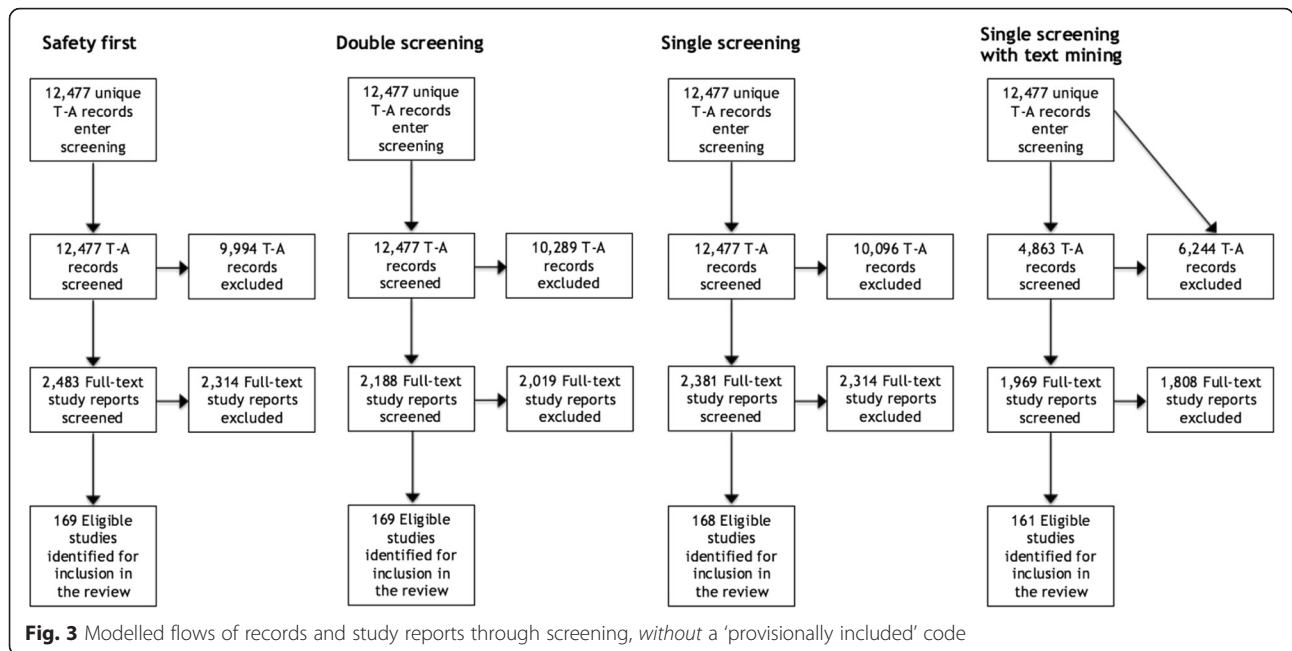 Safety first
12,477 unique
T-A records
enter
screening
12,477 T-A
records
screened
9,994 T-A
records
excluded
2,483 Full-text
study reports
screened
2,314 Full-text
study reports
excluded
169 Eligible
studies
identified for
inclusion in
the review
Double screening
12,477 unique
T-A records
enter
screening
12,477 T-A
records
screened
10,289 T-A
records
excluded
2,188 Full-text
study reports
screened
2,019 Full-text
study reports
excluded
169 Eligible
studies
identified for
inclusion in
the review
Single screening
12,477 unique
T-A records
enter
screening
12,477 T-A
records
screened
10,096 T-A
records
excluded
2,381 Full-text
study reports
screened
2,314 Full-text
study reports
excluded
168 Eligible
studies
identified for
inclusion in
the review
Single screening
with text mining
12,477 unique
T-A records
enter
screening
4,863 T-A
records
screened
6,244 T-A
records
excluded
1,969 Full-text
study reports
screened
1,808 Full-text
study reports
excluded
161 Eligible
studies
identified for
inclusion in
the review
Fig. 3 Modelled flows of records and study reports through screening, without a ‘provisionally included’ code